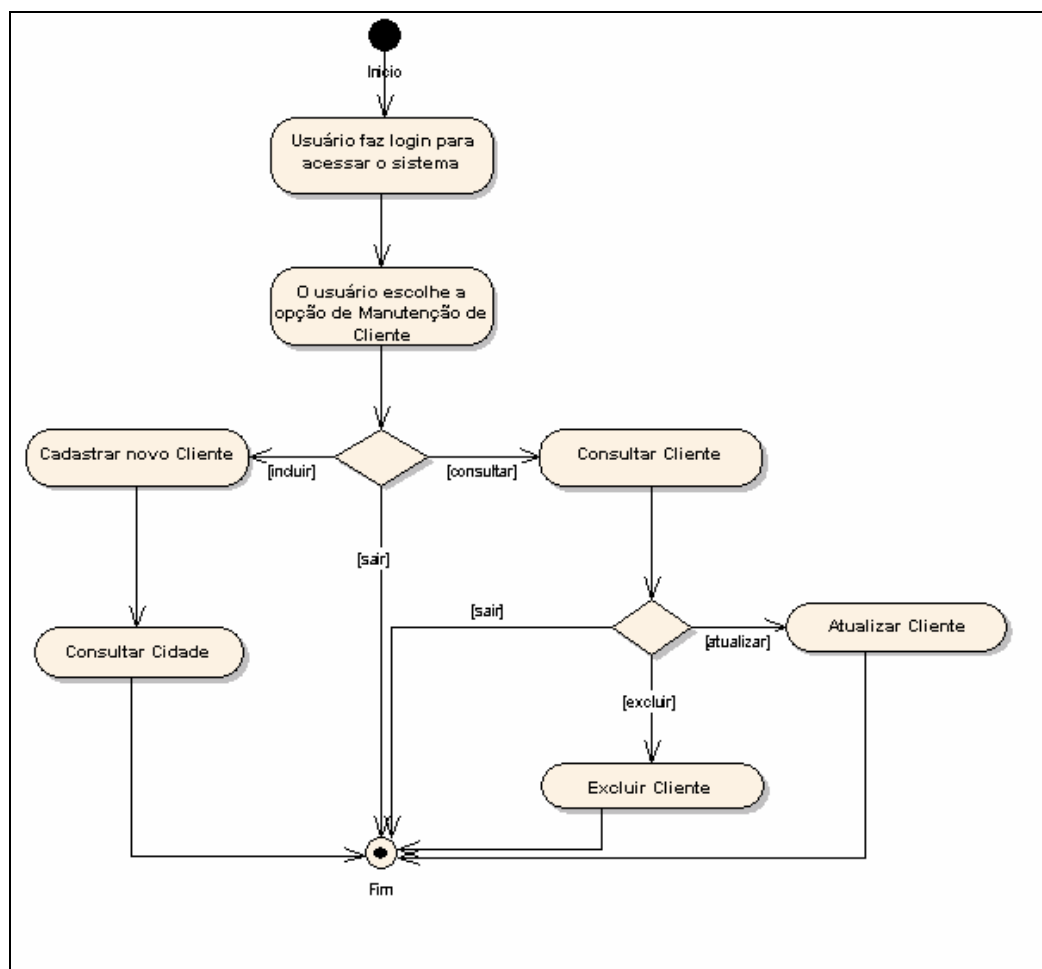 Inicio
Usuário faz login para
acessar o sistema
O usuário escolhe a
opção de Manutenção de
Cliente
Cadastrar novo Cliente
[incluir]
[consultar]
Consultar Cliente
[sair]
[sair]
[atualizar]
Atualizar Cliente
Consultar Cidade
[excluir]
Excluir Cliente
Fim